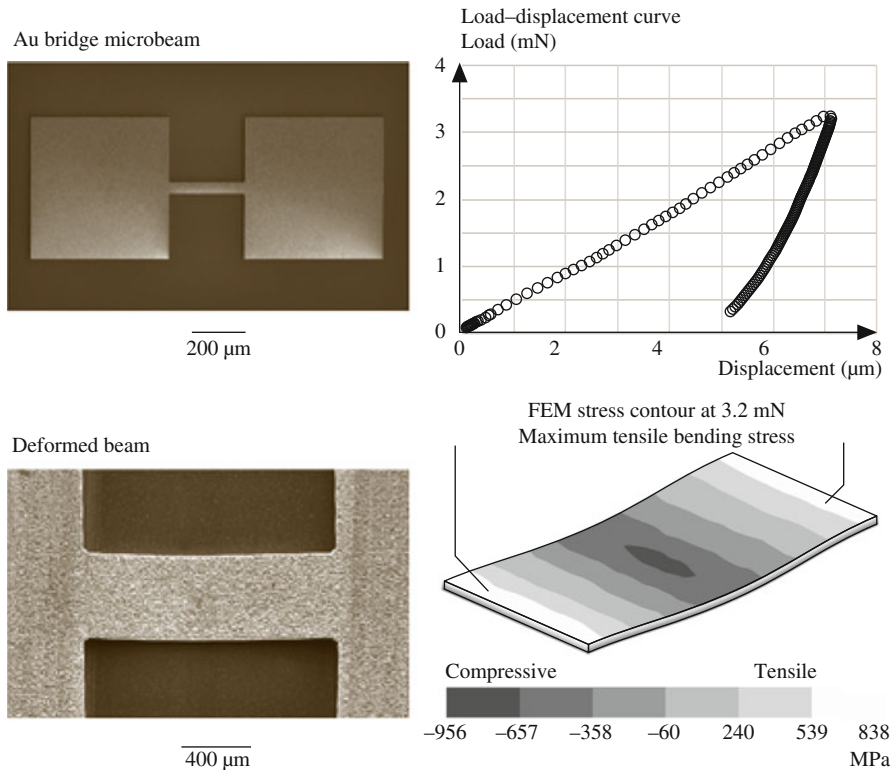 Au bridge microbeam
200 μm
Load–displacement curve
Load (mN)
4
3
2
1
0
0 2 4 6 8
Displacement (μm)
Deformed beam
400 μm
FEM stress contour at 3.2 mN
Maximum tensile bending stress
Compressive Tensile
–956 –657 –358 –60 240 539 838
MPa